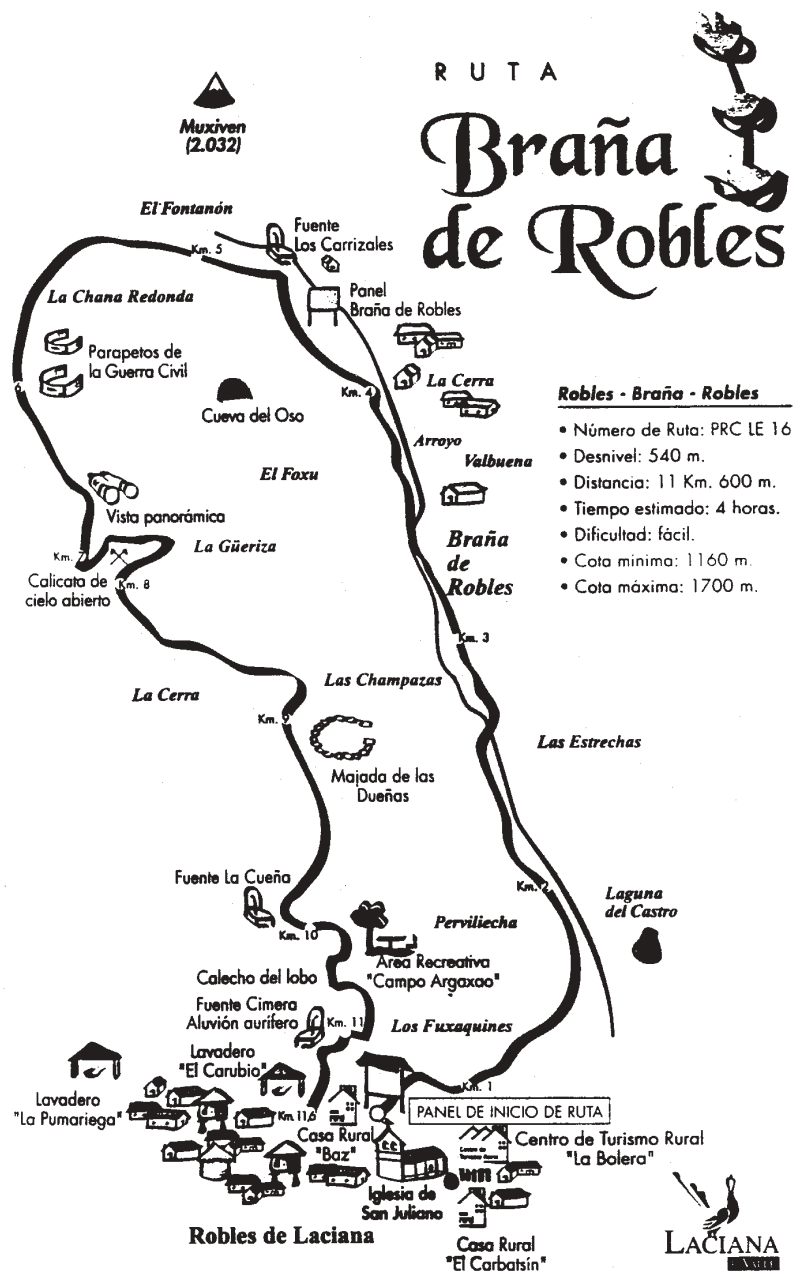 RUTA
Braña
de Robles
Muxiven
(2.032)
El Fontanón
Km. 5
Fuente
Los Carrizales
La Chana Redonda
Panel
Braña de Robles
Parapetos de
la Guerra Civil
6
Cueva del Oso
Km. 4
La Cerra
Arroyo
Valbuena
El Foxu
Vista panorámica
La Güeriza
Km. 7
Calicata de
cielo abierto
Km. 8
Braña
de
Robles
Km. 3
Robles - Braña - Robles
• Número de Ruta: PRC LE 16
• Desnivel: 540 m.
• Distancia: 11 Km. 600 m.
• Tiempo estimado: 4 horas.
• Dificultad: fácil.
• Cota minima: 1160 m.
• Cota máxima: 1700 m.
Las Champazas
La Cerra
Km. 9
Las Estrechas
Majada de las
Dueñas
Fuente La Cueña
Km. 2
Laguna
del Castro
Km. 10
Perviliecha
Area Recreativa
"Campo Argaxao"
Calecho del lobo
Fuente Cimera
Aluvión aurífero
Km. 11
Los Fuxaquines
Lavadero
"El Carubio"
Lavadero
"La Pumariega"
Km. 11,6
Km. 1
PANEL DE INICIO DE RUTA
Casa Rural
"Baz"
Centro de Turismo Rural
"La Bolera"
Iglesia de
San Juliano
Robles de Laciana
Casa Rural
"El Carbatsín"
LACIANA
VALLE